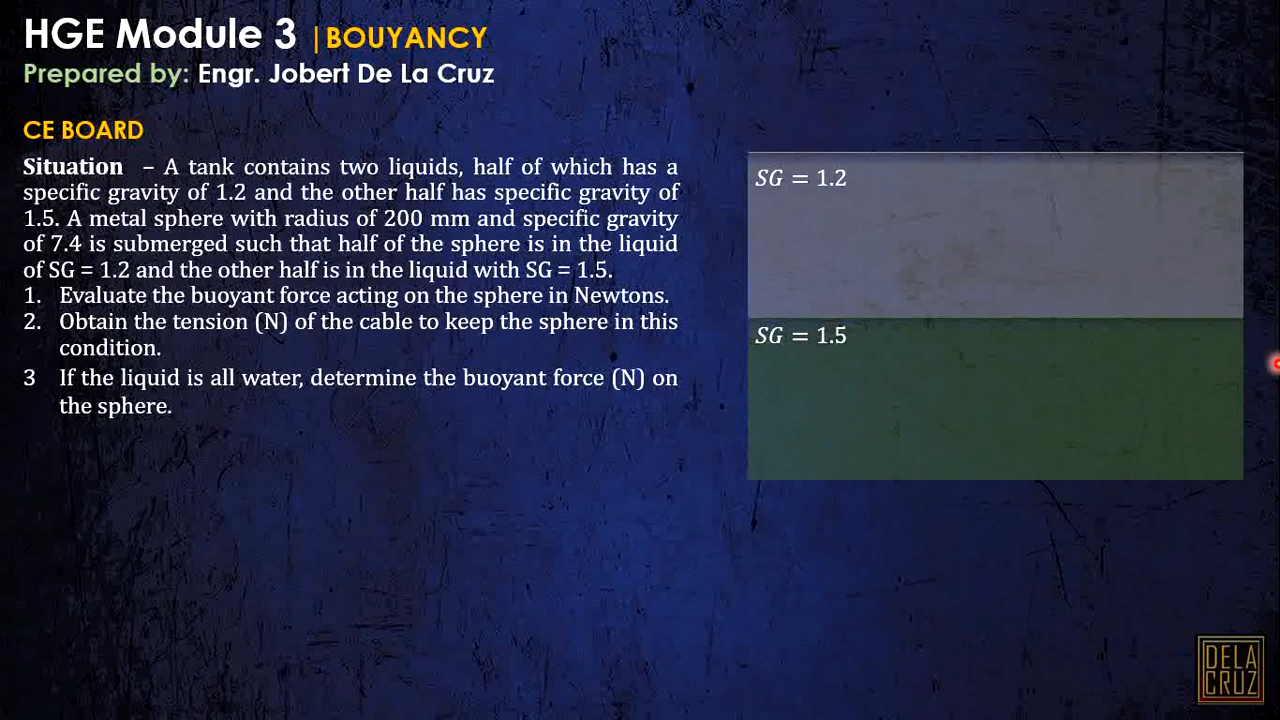 HGE Module 3 |BOUYANCY
Prepared by: Engr. Jobert De La Cruz
CE BOARD
Situation – A tank contains two liquids, half of which has a
specific gravity of 1.2 and the other half has specific gravity of
1.5. A metal sphere with radius of 200 mm and specific gravity
of 7.4 is submerged such that half of the sphere is in the liquid
of SG = 1.2 and the other half is in the liquid with SG = 1.5.
1. Evaluate the buoyant force acting on the sphere in Newtons.
2. Obtain the tension (N) of the cable to keep the sphere in this
condition.
3 If the liquid is all water, determine the buoyant force (N) on
the sphere.
SG = 1.2
SG = 1.5
DELA
CRUZ